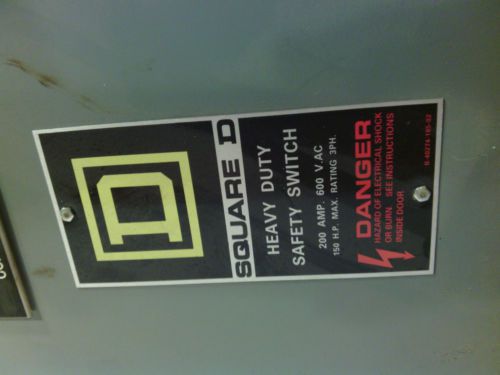 D
SQUARE D
HEAVY DUTY
SAFETY SWITCH
200 AMP. 600 V.AC
150 H.P. MAX. RATING 3PH.
DANGER
HAZARD OF ELECTRICAL SHOCK
OR BURN. SEE INSTRUCTIONS
INSIDE DOOR